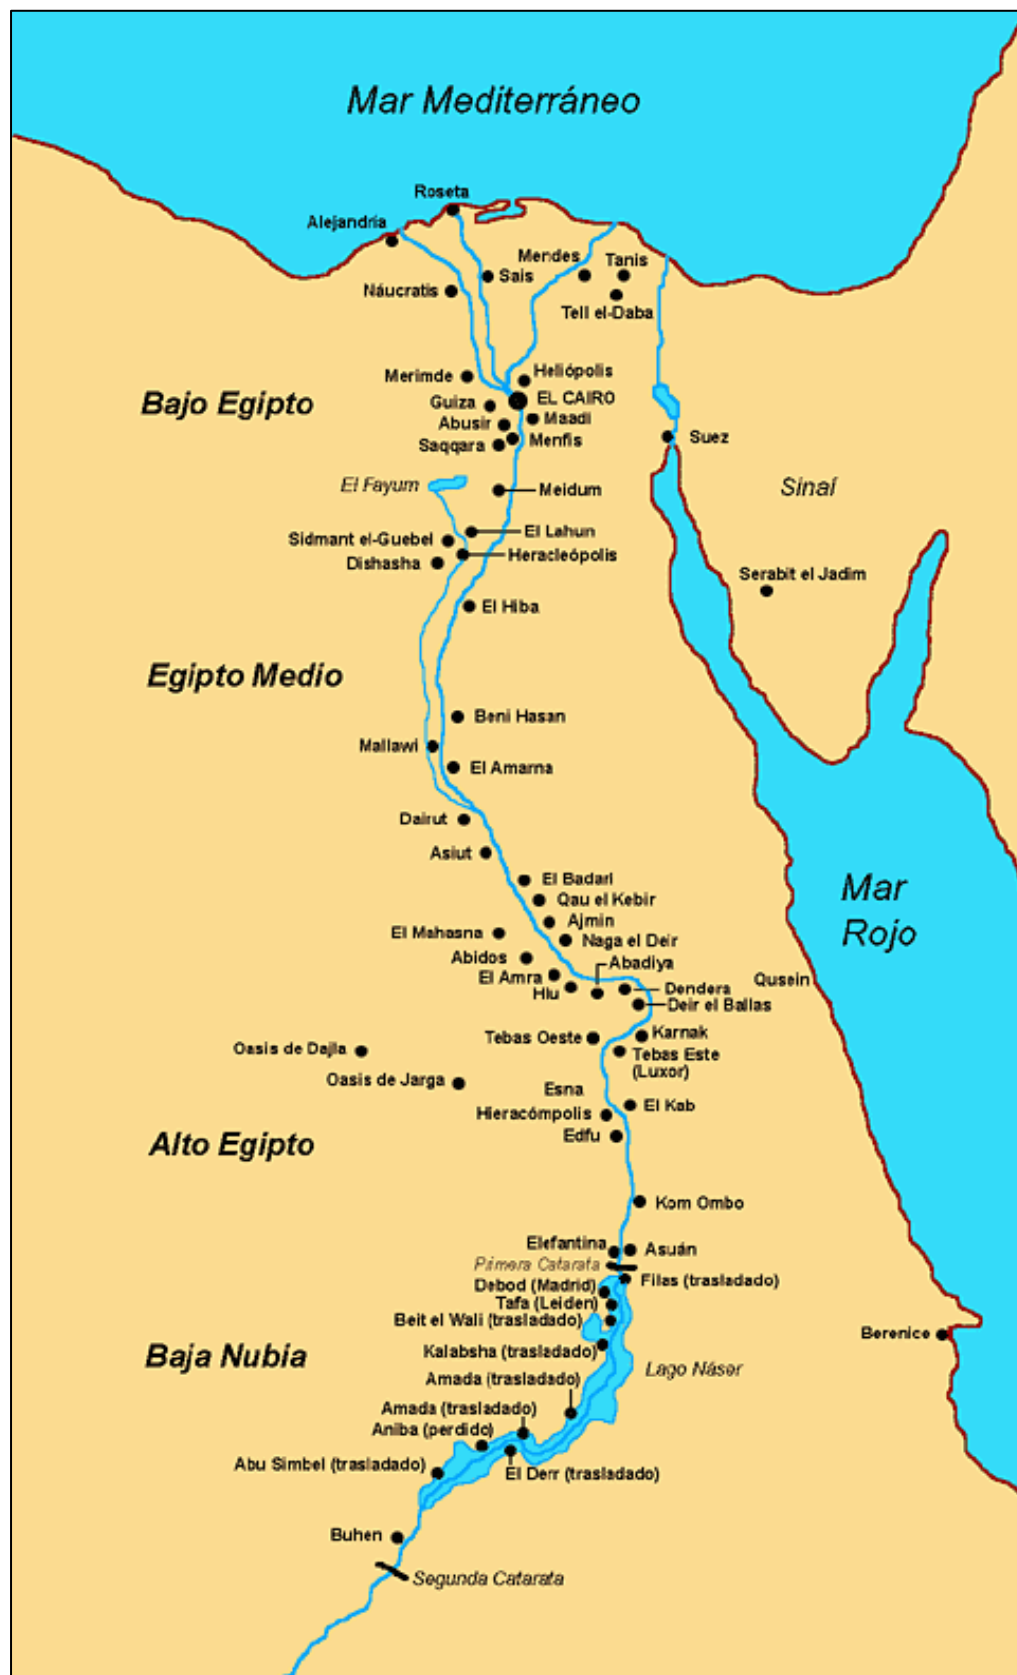 Mar Mediterráneo
Roseta
Alejandría
Mendes
Tanis
Sais
Náucratis
Tell el-Daba
Heliópolis
Merimde
EL CAIRO
Bajo Egipto
Guiza
Maadi
Abusir
Menfis
Suez
Saqqara
El Fayum
Meidum
Sinaí
El Lahun
Sidmant el-Guebel
Heracleópolis
Dishasha
Serabit el Jadim
El Hiba
Egipto Medio
Beni Hasan
Mallawi
El Amarna
Dairut
Asiut
El Badari
Mar
Rojo
Qau el Kebir
Ajmin
El Mahasna
Naga el Deir
Abidos
Abadiya
El Amra
Qusein
Hiu
Dendera
Deir el Ballas
Tebas Oeste
Karnak
Oasis de Dajla
Tebas Este
(Luxor)
Oasis de Jarga
Esna
El Kab
Hieracómpolis
Edfu
Alto Egipto
Kom Ombo
Elefantina
Asuán
Primera Catarata
Filas (trasladado)
Debod (Madrid)
Tafa (Leiden)
Beit el Wali (trasladado)
Berenice
Kalabsha (trasladado)
Baja Nubia
Lago Náser
Amada (trasladado)
Amada (trasladado)
Aniba (perdido)
Abu Simbel (trasladado)
El Derr (trasladado)
Buhen
Segunda Catarata